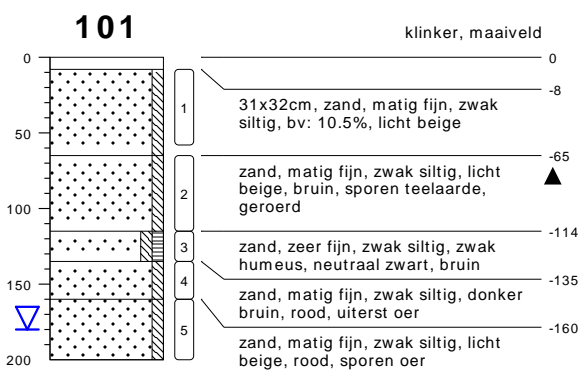 101
klinker, maaiveld
0
0
-8
31x32cm, zand, matig fijn, zwak
siltig, bv: 10.5%, licht beige
1
50
-65
zand, matig fijn, zwak siltig, licht
beige, bruin, sporen teelaarde,
geroerd
2
100
-114
zand, zeer fijn, zwak siltig, zwak
humeus, neutraal zwart, bruin
3
-135
zand, matig fijn, zwak siltig, donker
bruin, rood, uiterst oer
4
150
-160
zand, matig fijn, zwak siltig, licht
beige, rood, sporen oer
5
200